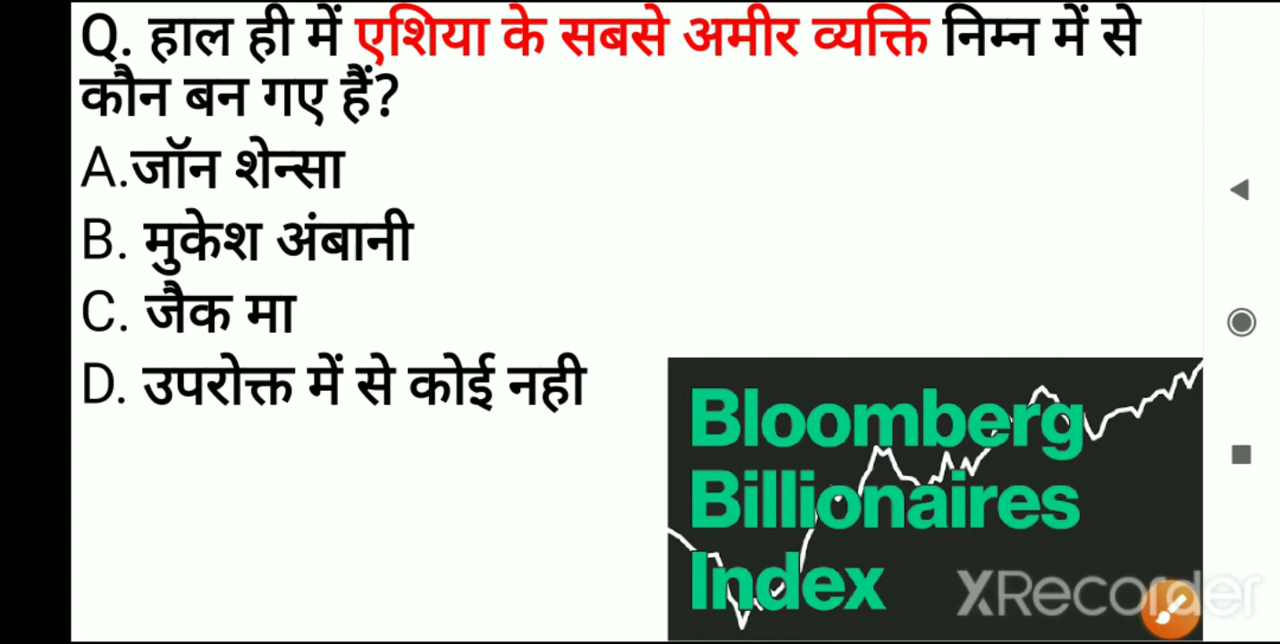 Q. हाल ही में एशिया के सबसे अमीर व्यक्ति निम्न में से
कौन बन गए हैं?
A.जॉन शेन्सा
B. मुकेश अंबानी
C. जैक मा
D. उपरोक्त में से कोई नही
Bloomberg
Billionaires
Index
XRecorder